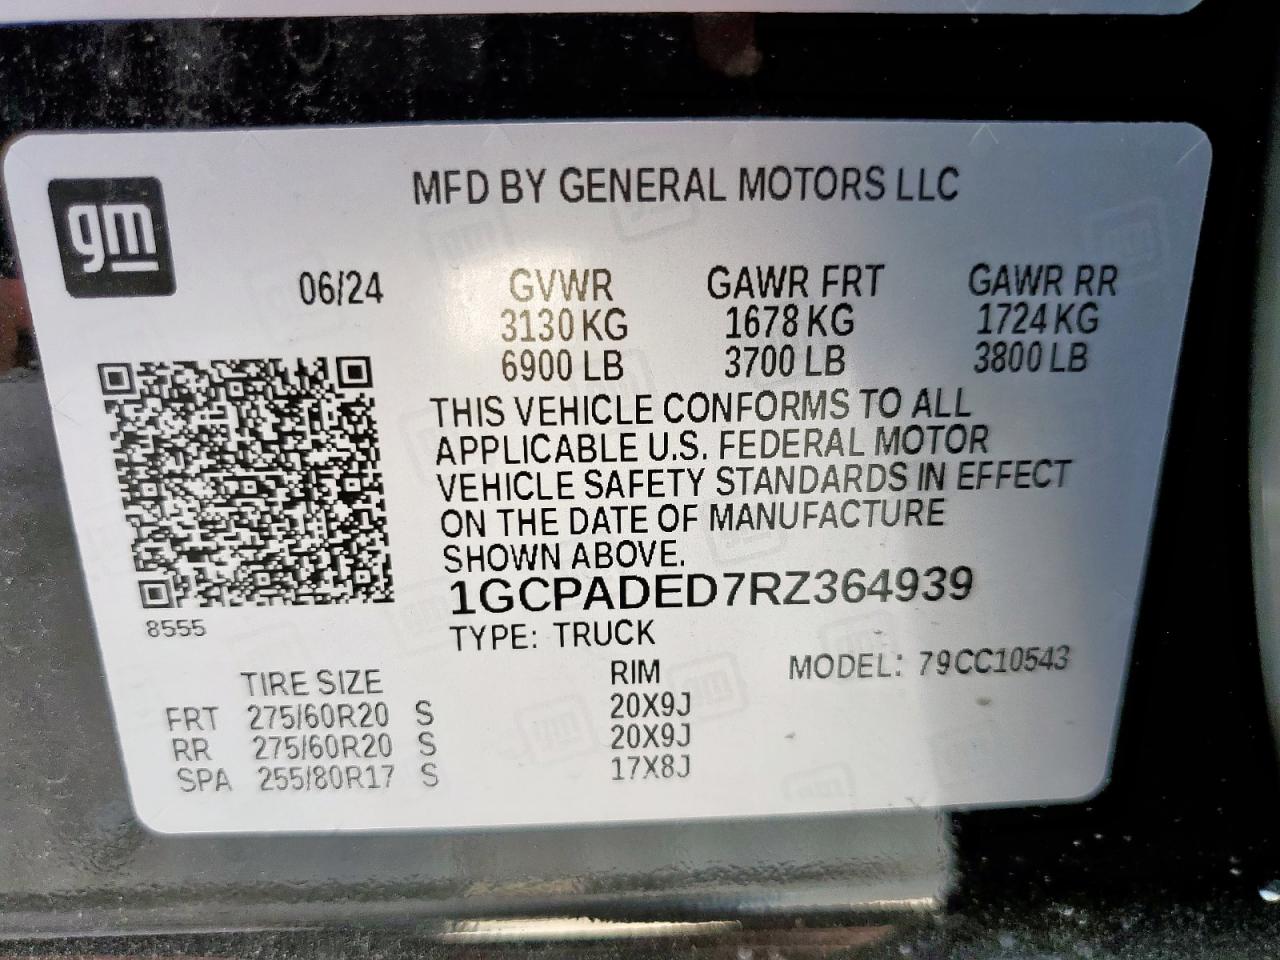 gm
MFD BY GENERAL MOTORS LLC
06/24 GVWR GAWR FRT GAWR RR
3130 KG 1678 KG 1724 KG
6900 LB 3700 LB 3800 LB
THIS VEHICLE CONFORMS TO ALL
APPLICABLE U.S. FEDERAL MOTOR
VEHICLE SAFETY STANDARDS IN EFFECT
ON THE DATE OF MANUFACTURE
SHOWN ABOVE.
1GCPADED7RZ364939
8555
TYPE: TRUCK
MODEL: 79CC10543
TIRE SIZE RIM
FRT 275/60R20 S 20X9J
RR 275/60R20 S 20X9J
SPA 255/80R17 S 17X8J